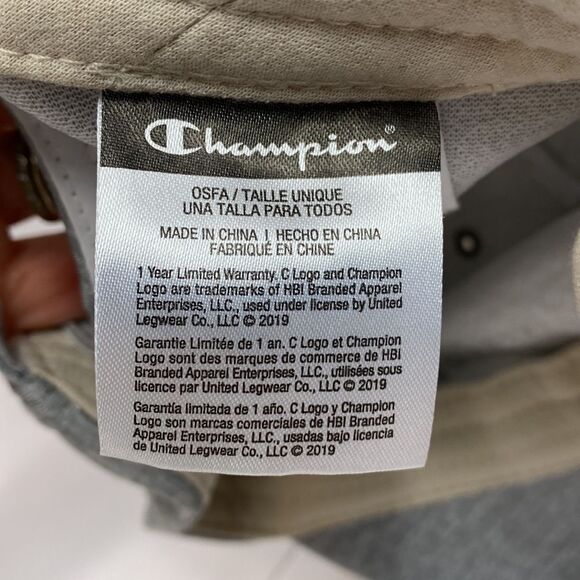 Champion®
OSFA / TAILLE UNIQUE
UNA TALLA PARA TODOS
MADE IN CHINA | HECHO EN CHINA
FABRIQUÉ EN CHINE
1 Year Limited Warranty. C Logo and Champion
Logo are trademarks of HBI Branded Apparel
Enterprises, LLC., used under license by United
Legwear Co., LLC © 2019
Garantie Limitée de 1 an. C Logo et Champion
Logo sont des marques de commerce de HBI
Branded Apparel Enterprises, LLC., utilisées sous
licence par United Legwear Co., LLC © 2019
Garantía limitada de 1 año. C Logo y Champion
Logo son marcas comerciales de HBI Branded
Apparel Enterprises, LLC., usadas bajo licencia
de United Legwear Co., LLC © 2019